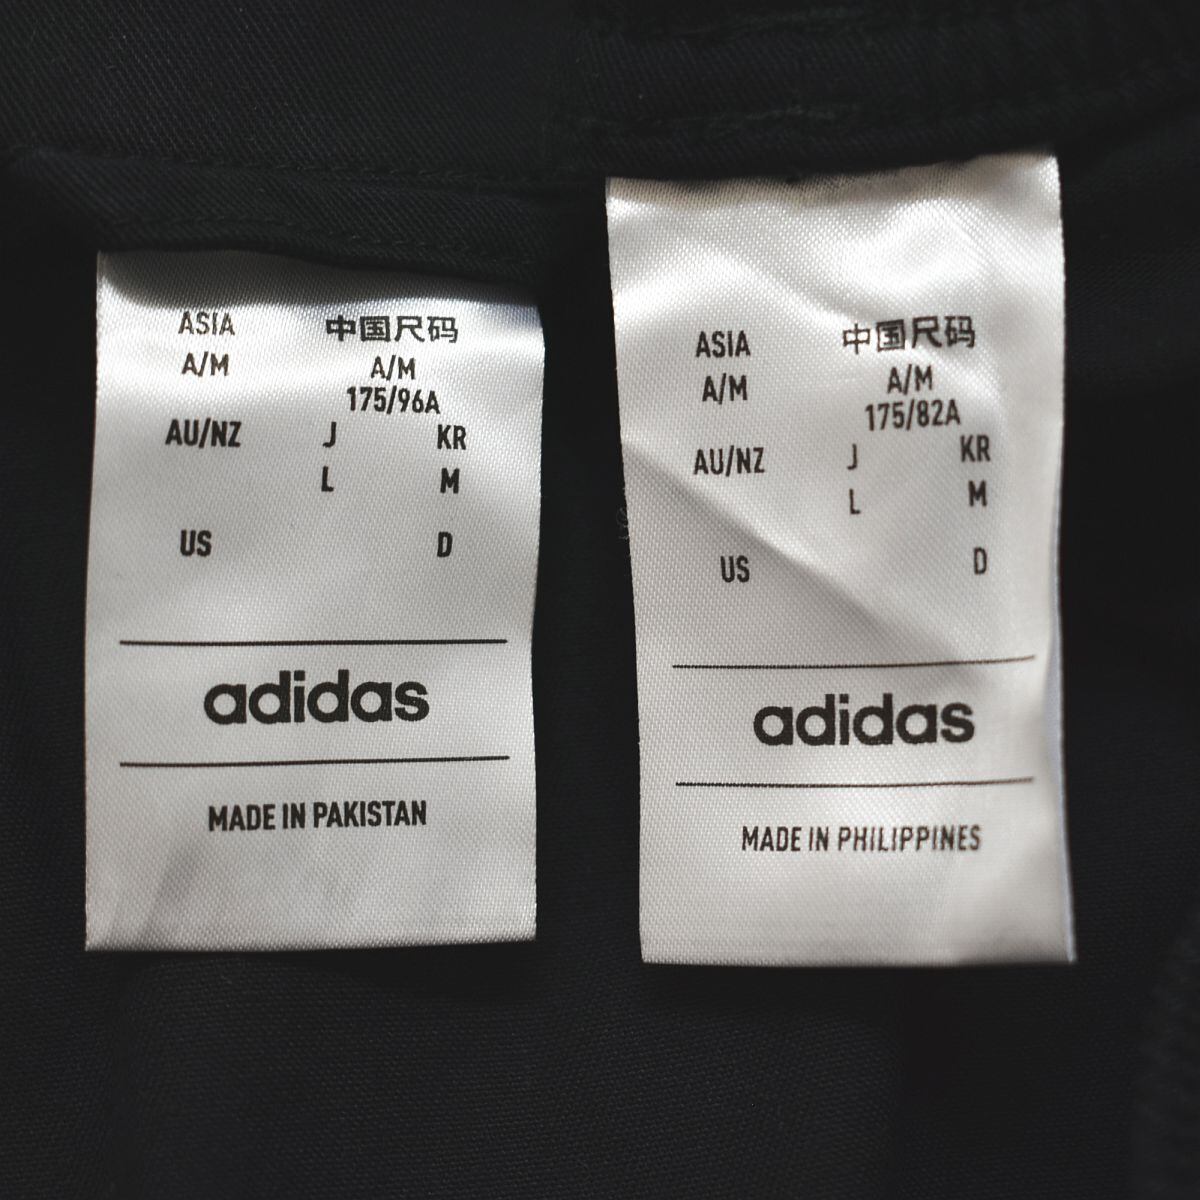 ASIA 中国尺码
A/M A/M
175/96A
AU/NZ J KR
L M
US D
adidas
MADE IN PAKISTAN
ASIA 中国尺码
A/M A/M
175/82A
AU/NZ J KR
L M
US D
adidas
MADE IN PHILIPPINES